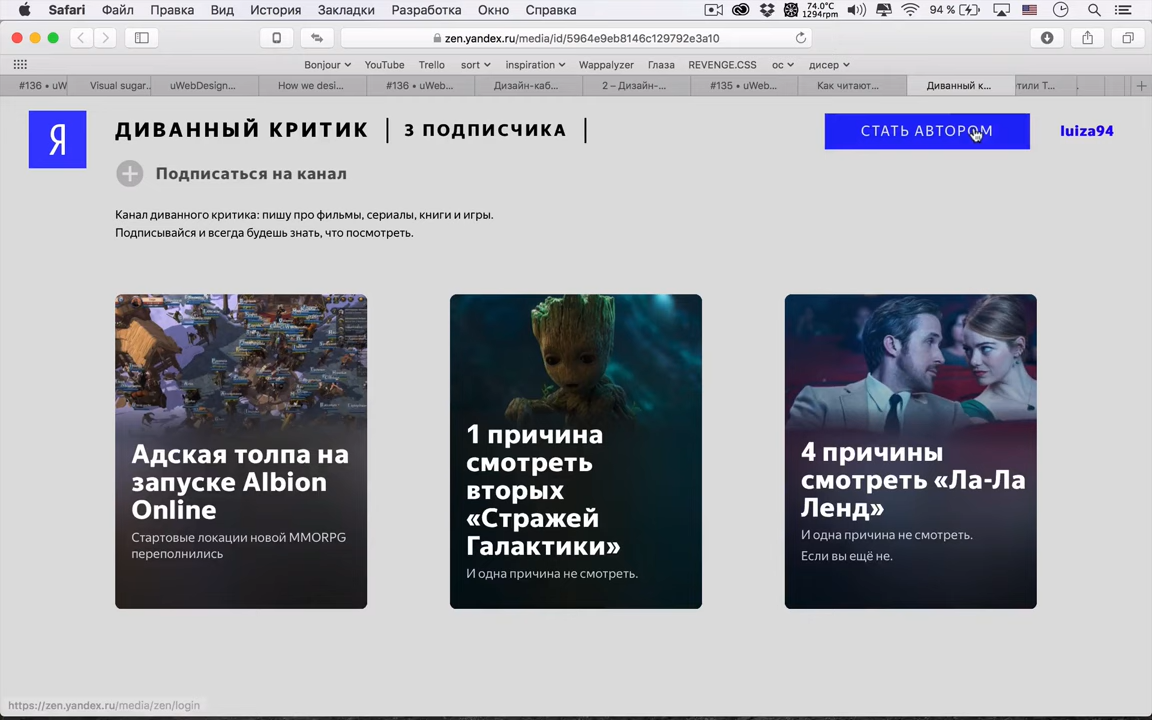 Safari Файл Правка Вид История Закладки Разработка Окно Справка 74.0°C 1294rpm 94 %
zen.yandex.ru/media/id/5964e9eb8146c129792e3a10
Bonjour YouTube Trello sort inspiration Wappalyzer Глаза REVENGE.CSS ос дисер
#136 • uW Visual sugar... uWebDesign... How we desi... #136 • uWeb... Дизайн-каб... 2 – Дизайн-... #135 • uWeb... Как читают... Диванный к... тили Т...
Я
ДИВАННЫЙ КРИТИК | 3 ПОДПИСЧИКА |
СТАТЬ АВТОРОМ
luiza94
Подписаться на канал
Канал диванного критика: пишу про фильмы, сериалы, книги и игры.
Подписывайся и всегда будешь знать, что посмотреть.
Адская толпа на
запуске Albion
Online
Стартовые локации новой MMORPG
переполнились
1 причина
смотреть
вторых
«Стражей
Галактики»
И одна причина не смотреть.
4 причины
смотреть «Ла-Ла
Ленд»
И одна причина не смотреть.
Если вы ещё не.
https://zen.yandex.ru/media/zen/login